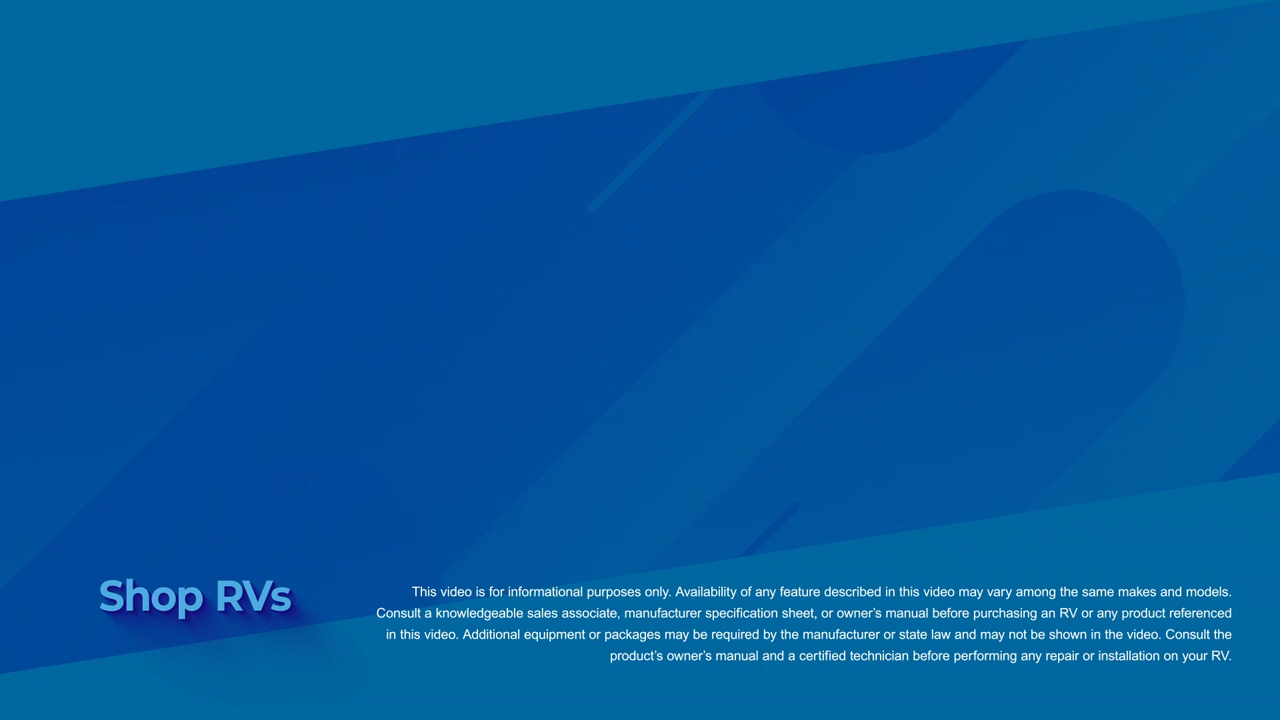 Shop RVs
This video is for informational purposes only. Availability of any feature described in this video may vary among the same makes and models.
Consult a knowledgeable sales associate, manufacturer specification sheet, or owner’s manual before purchasing an RV or any product referenced
in this video. Additional equipment or packages may be required by the manufacturer or state law and may not be shown in the video. Consult the
product’s owner’s manual and a certified technician before performing any repair or installation on your RV.